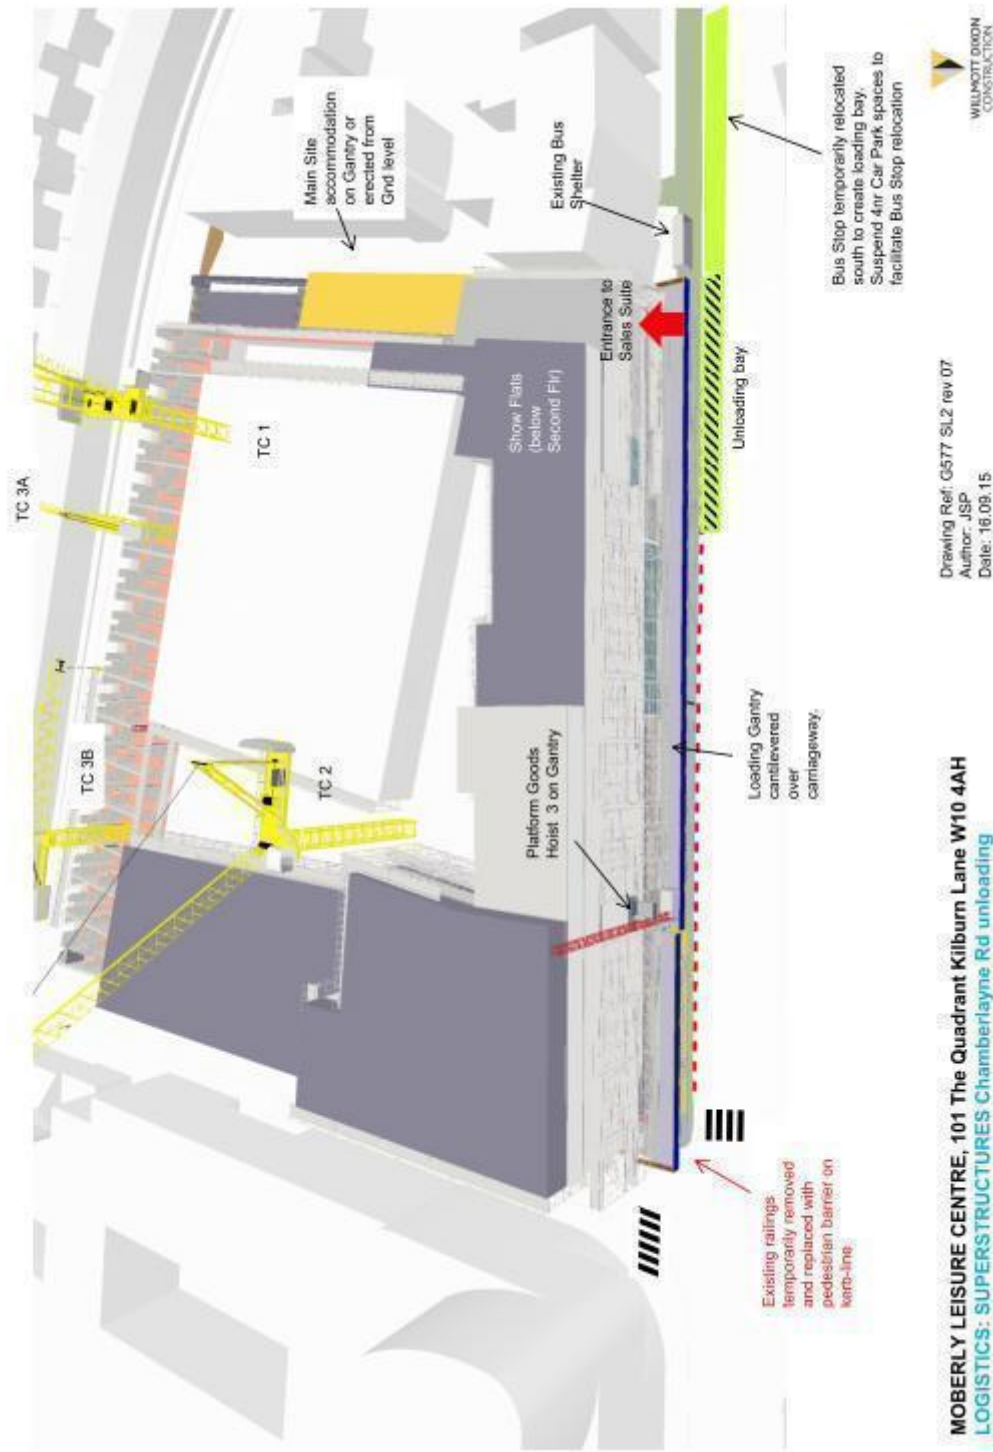 TC 3A
TC 3B
TC 1
TC 2
Main Site
accommodation
on Gantry or
erected from
Gnd level
Existing Bus
Shelter
Show Flats
(below
Second Flr)
Entrance to
Sales Suite
Platform Goods
Hoist 3 on Gantry
Unloading bay
Loading Gantry
cantilevered
over
carriageway.
Existing railings
temporarily removed
and replaced with
pedestrian barrier on
kerb-line
Bus Stop temporarily relocated
south to create loading bay.
Suspend 4nr Car Park spaces to
facilitate Bus Stop relocation
MOBERLY LEISURE CENTRE, 101 The Quadrant Kilburn Lane W10 4AH
LOGISTICS: SUPERSTRUCTURES Chamberlayne Rd unloading
Drawing Ref: G577 SL2 rev 07
Author: JSP
Date: 16.09.15
WILLMOTT DIXON
CONSTRUCTION